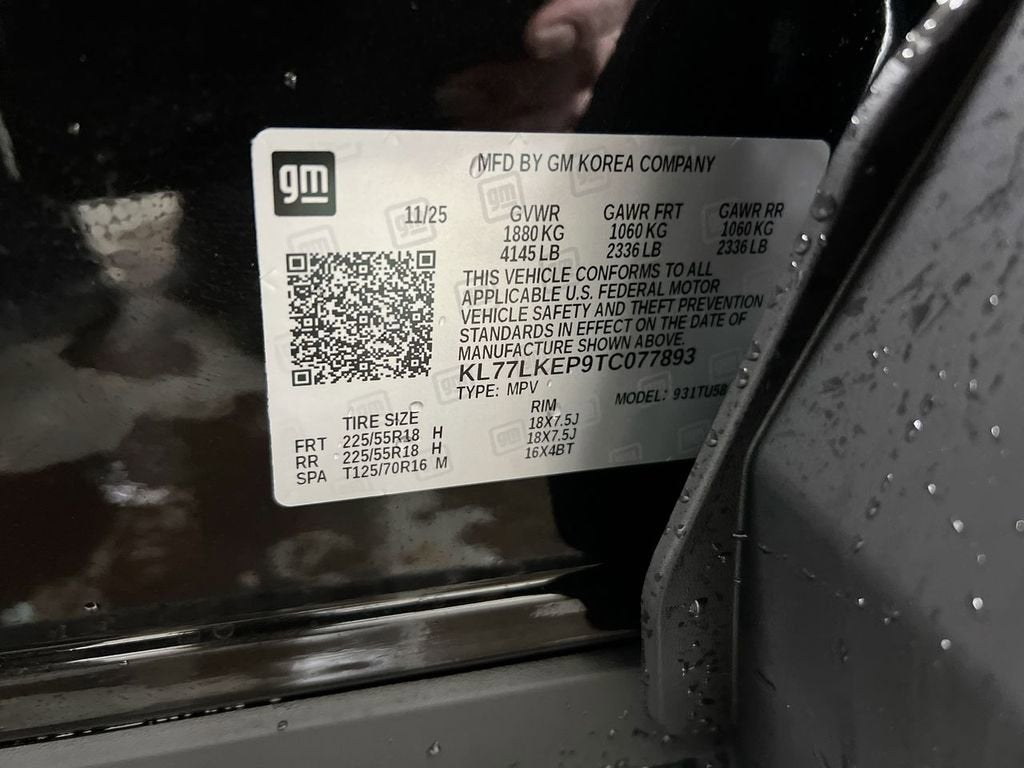 gm
MFD BY GM KOREA COMPANY
11/25 GVWR GAWR FRT GAWR RR
1880 KG 1060 KG 1060 KG
4145 LB 2336 LB 2336 LB
THIS VEHICLE CONFORMS TO ALL
APPLICABLE U.S. FEDERAL MOTOR
VEHICLE SAFETY AND THEFT PREVENTION
STANDARDS IN EFFECT ON THE DATE OF
MANUFACTURE SHOWN ABOVE.
KL77LKEP9TC077893
TYPE: MPV MODEL: 931TU58
TIRE SIZE RIM
FRT 225/55R18 H 18X7.5J
RR 225/55R18 H 18X7.5J
SPA T125/70R16 M 16X4BT